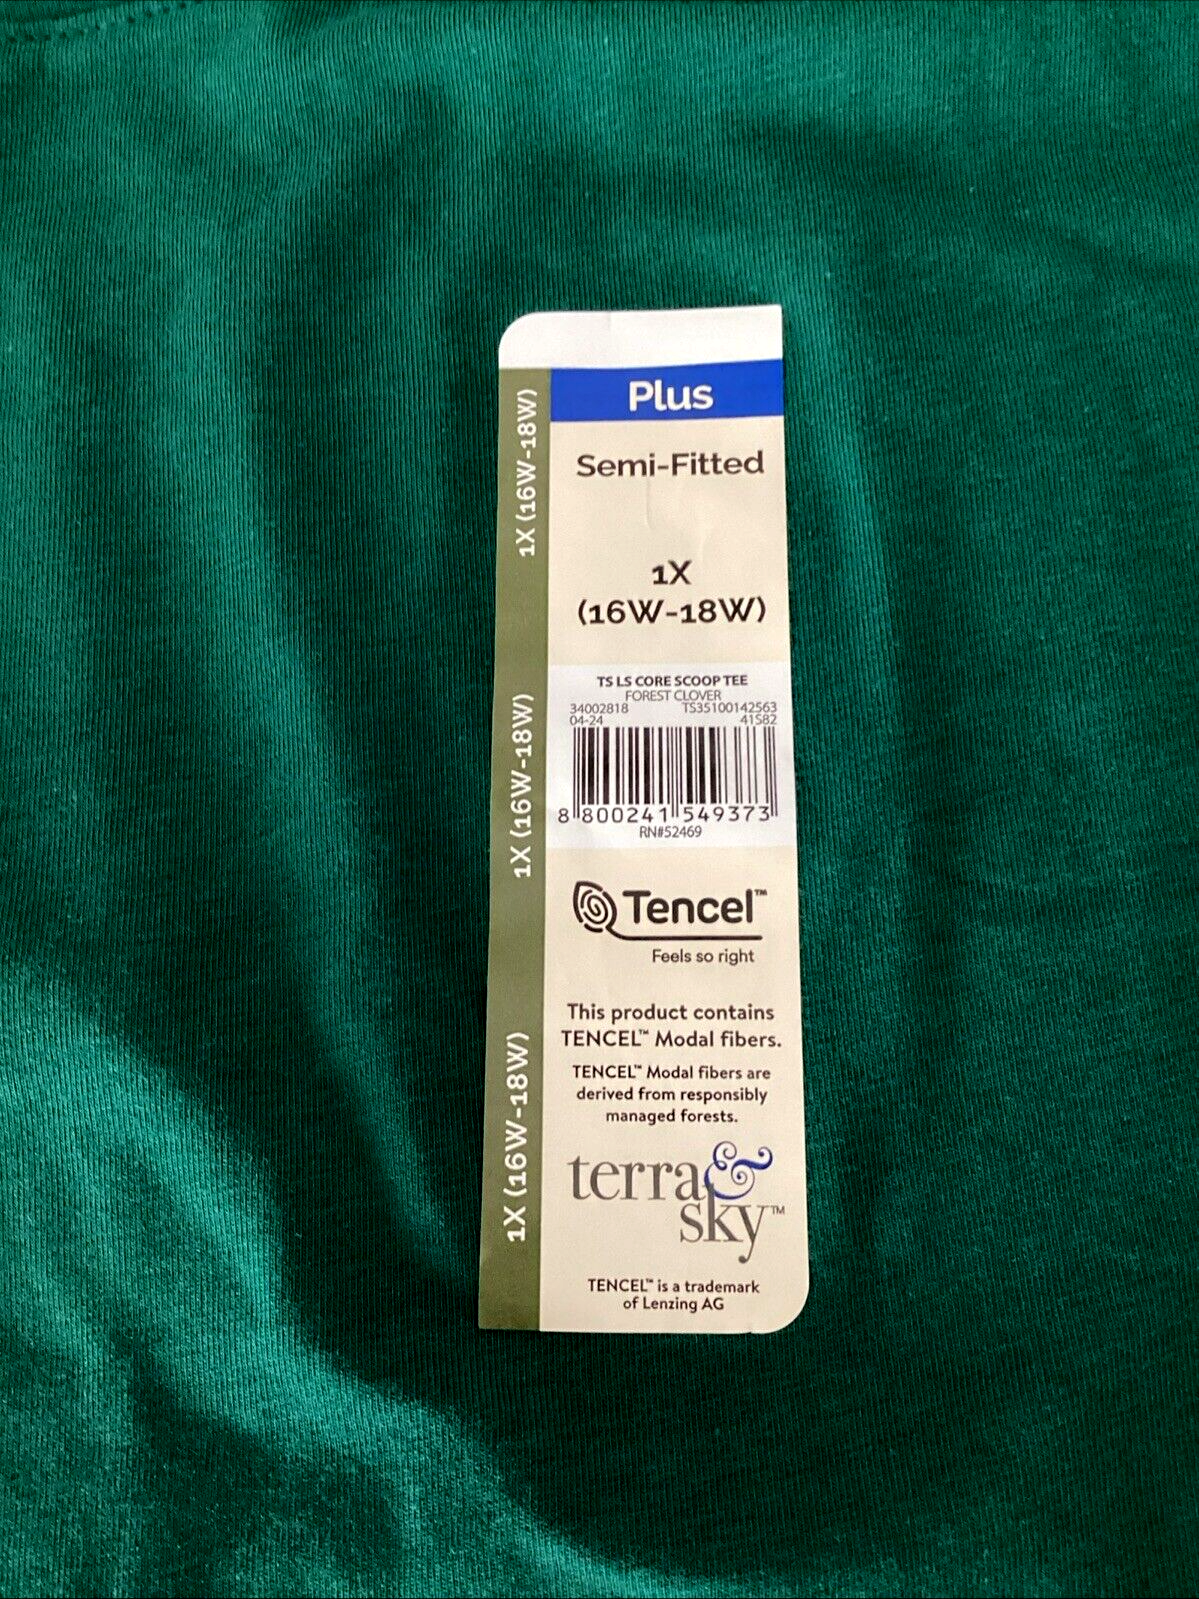 Plus
Semi-Fitted
1X
(16W-18W)
TS LS CORE SCOOP TEE
FOREST CLOVER
34002818 TS35100142563
04-24 41582
8 800241 549373
RN#52469
Tencel™
Feels so right
This product contains
TENCEL™ Modal fibers.
TENCEL™ Modal fibers are
derived from responsibly
managed forests.
terra &
sky™
TENCEL™ is a trademark
of Lenzing AG
1X (16W-18W)
1X (16W-18W)
1X (16W-18W)